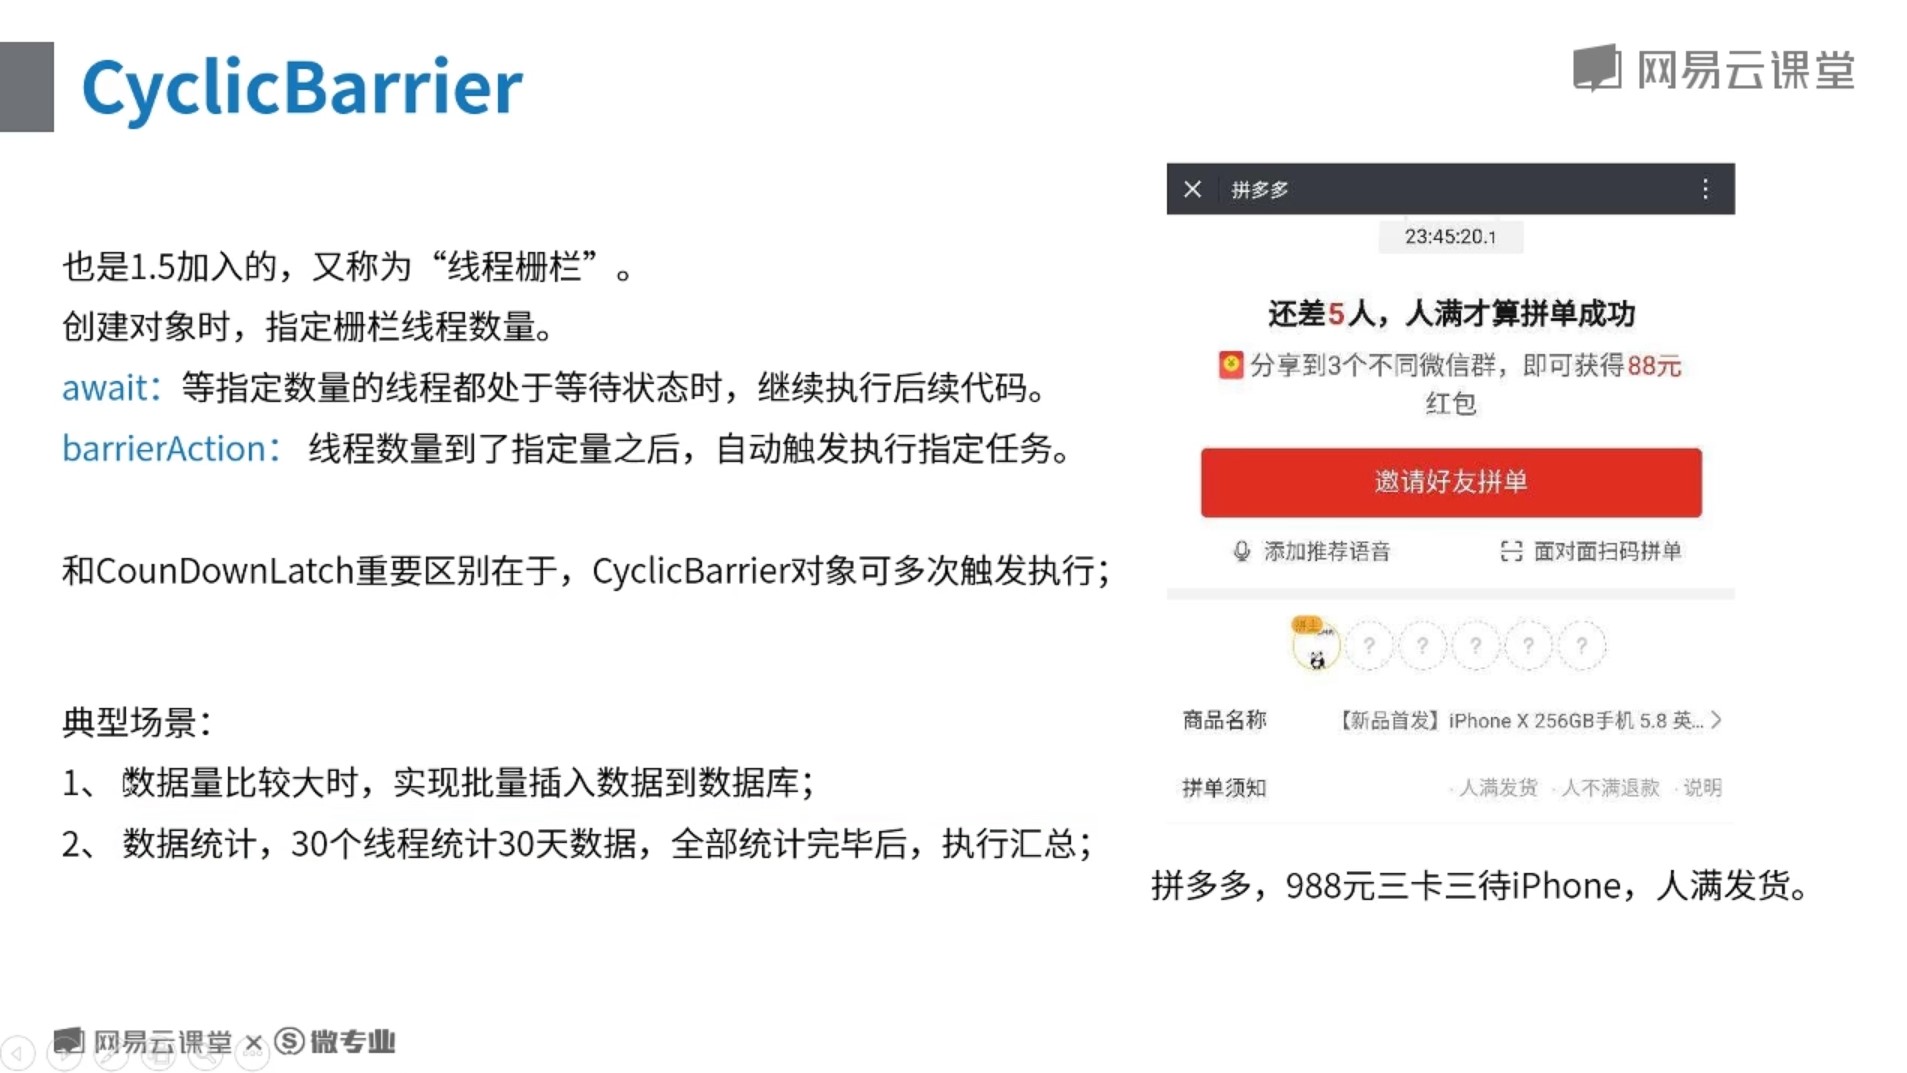 CyclicBarrier
网易云课堂
也是1.5加入的，又称为“线程栅栏”。
创建对象时，指定栅栏线程数量。
await：等指定数量的线程都处于等待状态时，继续执行后续代码。
barrierAction： 线程数量到了指定量之后，自动触发执行指定任务。
和CounDownLatch重要区别在于，CyclicBarrier对象可多次触发执行；
典型场景：
1、 数据量比较大时，实现批量插入数据到数据库；
2、 数据统计，30个线程统计30天数据，全部统计完毕后，执行汇总；
拼多多
23:45:20.1
还差5人，人满才算拼单成功
分享到3个不同微信群，即可获得88元
红包
邀请好友拼单
添加推荐语音 面对面扫码拼单
? ? ? ? ?
商品名称 【新品首发】iPhone X 256GB手机 5.8 英...
拼单须知 · 人满发货 · 人不满退款 · 说明
拼多多，988元三卡三待iPhone，人满发货。
网易云课堂 × 微专业